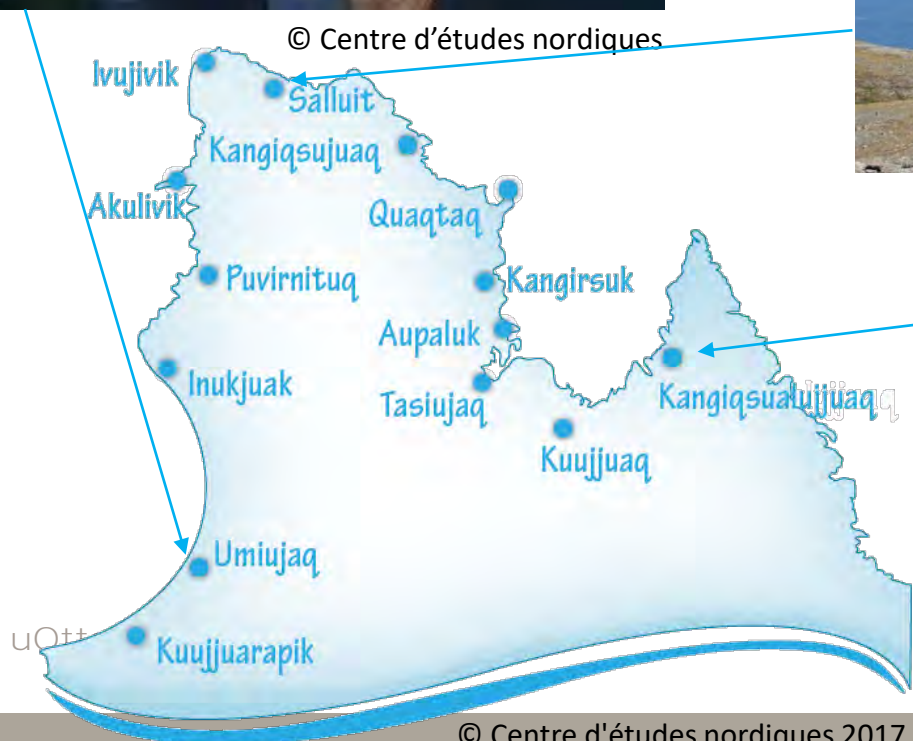 © Centre d’études nordiques
Ivujivik
Salluit
Kangiqsujuaq
Akulivik
Quaqtaq
Puvirnituq
Kangirsuk
Aupaluk
Inukjuak
Tasiujaq
Kangiqsualujjuaq
Kuujjuaq
Umiujaq
uOtt
Kuujjuarapik
© Centre d'études nordiques 2017